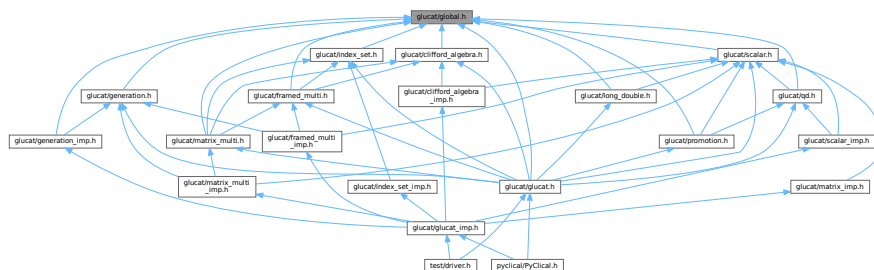 glucat/global.h
glucat/index_set.h
glucat/clifford_algebra.h
glucat/scalar.h
glucat/generation.h
glucat/framed_multi.h
glucat/clifford_algebra
_imp.h
glucat/long_double.h
glucat/qd.h
glucat/generation_imp.h
glucat/matrix_multi.h
glucat/framed_multi
_imp.h
glucat/promotion.h
glucat/scalar_imp.h
glucat/matrix_multi
_imp.h
glucat/index_set_imp.h
glucat/glucat.h
glucat/matrix_imp.h
glucat/glucat_imp.h
test/driver.h
pyclical/PyClical.h